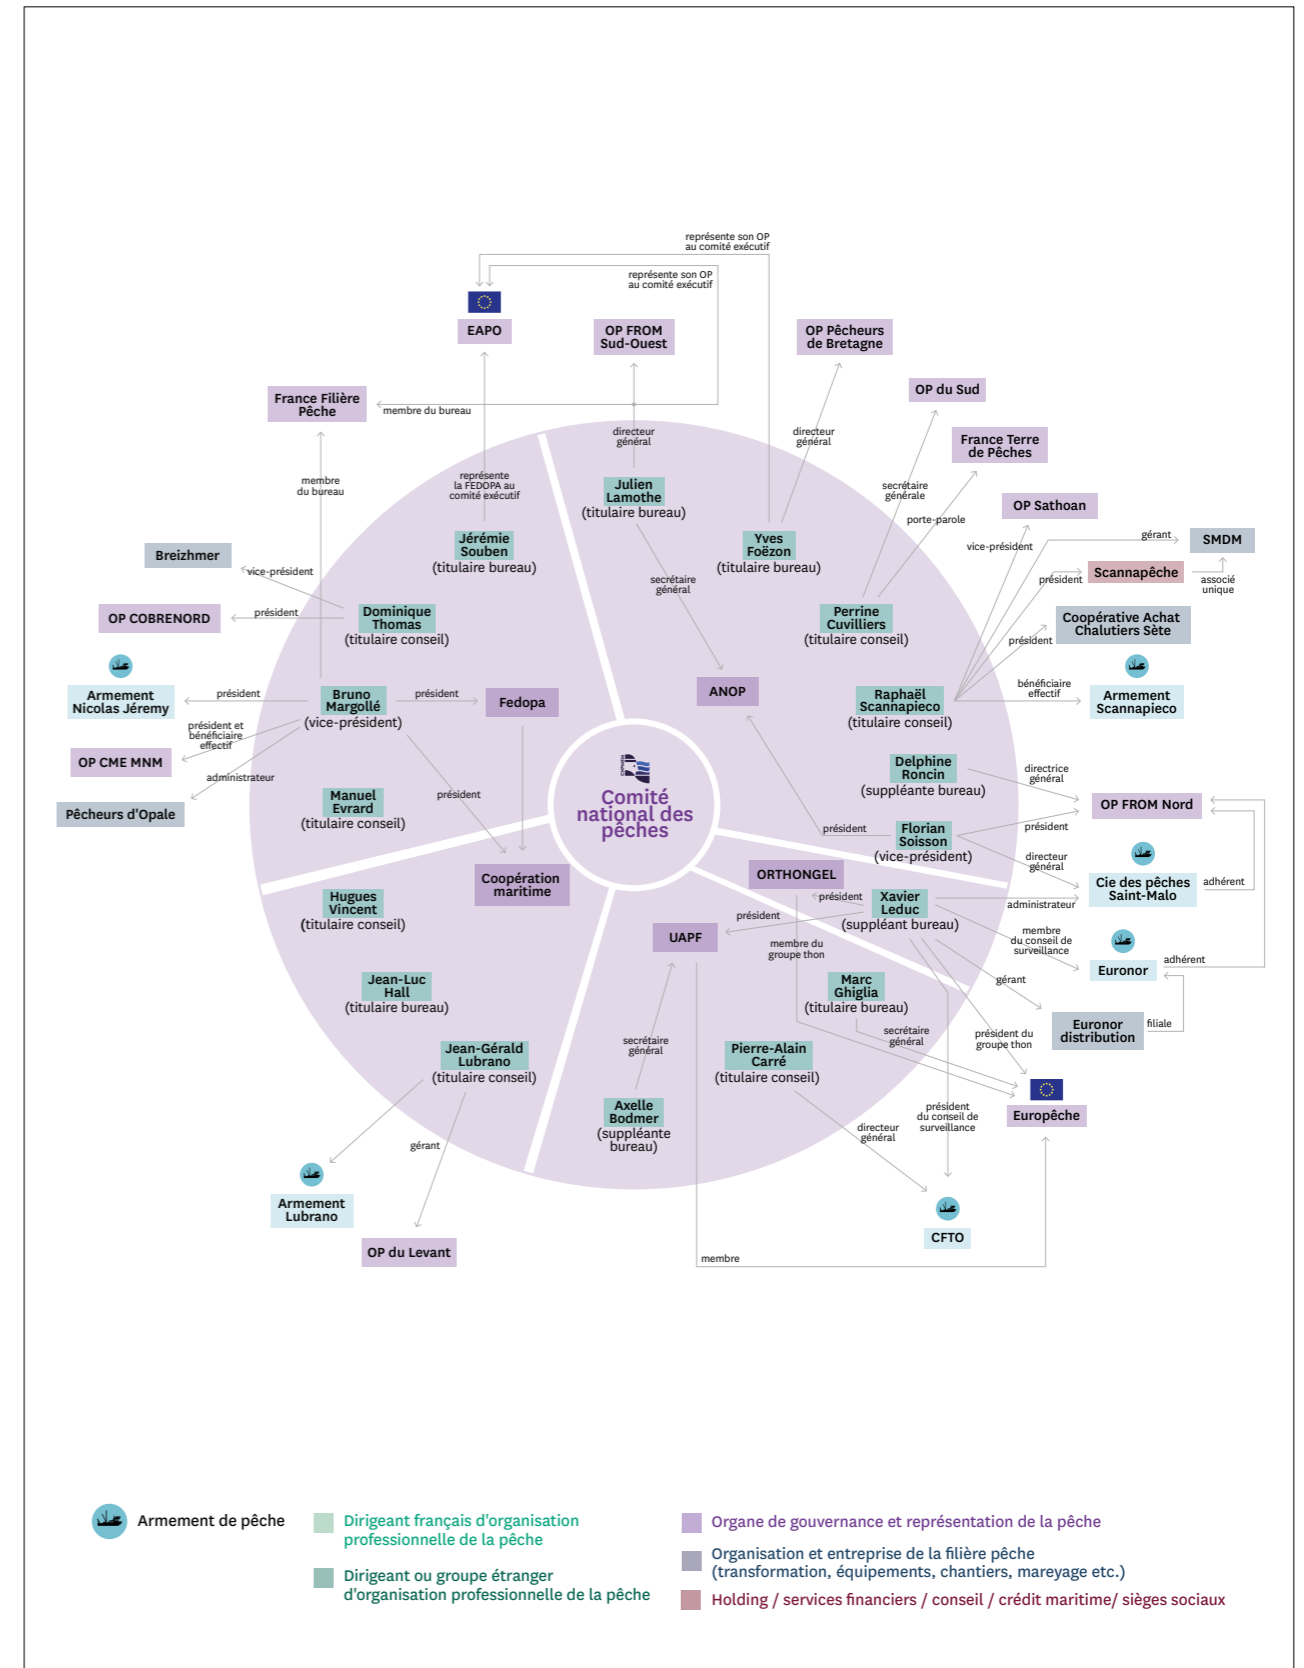 représente son OP
au comité exécutif
représente son OP
au comité exécutif
EAPO
OP FROM
Sud-Ouest
OP Pêcheurs
de Bretagne
France Filière
Pêche
membre du bureau
OP du Sud
directeur
général
directeur
général
France Terre
de Pêches
membre
du bureau
représente
la FEDOPA au
comité exécutif
Julien
Lamothe
(titulaire bureau)
secrétaire
générale
porte-parole
OP Sathoan
Jérémie
Souben
(titulaire bureau)
Yves
Foëzon
(titulaire bureau)
vice-président
gérant
SMDM
Breizhmer
vice-président
secrétaire
général
président
Scannapêche
associé
unique
OP COBRENORD
président
Dominique
Thomas
(titulaire conseil)
Perrine
Cuvilliers
(titulaire conseil)
président
Coopérative Achat
Chalutiers Sète
Armement
Nicolas Jéremy
président
Bruno
Margollé
(vice-président)
président
Fedopa
ANOP
Raphaël
Scannapieco
(titulaire conseil)
bénéficiaire
effectif
Armement
Scannapieco
président et
bénéficiaire
effectif
OP CME MNM
administrateur
Pêcheurs d'Opale
Manuel
Evrard
(titulaire conseil)
président
Comité
national des
pêches
Delphine
Roncin
(suppléante bureau)
directrice
général
OP FROM Nord
président
Florian
Soisson
(vice-président)
président
directeur
général
Coopération
maritime
ORTHONGEL
Cie des pêches
Saint-Malo
adhérent
Hugues
Vincent
(titulaire conseil)
président
Xavier
Leduc
(suppléant bureau)
administrateur
UAPF
président
membre du
groupe thon
membre
du conseil de
surveillance
Euronor
adhérent
Jean-Luc
Hall
(titulaire bureau)
Marc
Ghiglia
(titulaire bureau)
gérant
Euronor
distribution
filiale
secrétaire
général
président du
groupe thon
Jean-Gérald
Lubrano
(titulaire conseil)
secrétaire
général
Pierre-Alain
Carré
(titulaire conseil)
Axelle
Bodmer
(suppléante
bureau)
président
du conseil de
surveillance
Europêche
directeur
général
gérant
Armement
Lubrano
OP du Levant
CFTO
membre
Armement de pêche
Dirigeant français d'organisation
professionnelle de la pêche
Dirigeant ou groupe étranger
d'organisation professionnelle de la pêche
Organe de gouvernance et représentation de la pêche
Organisation et entreprise de la filière pêche
(transformation, équipements, chantiers, mareyage etc.)
Holding / services financiers / conseil / crédit maritime/ sièges sociaux